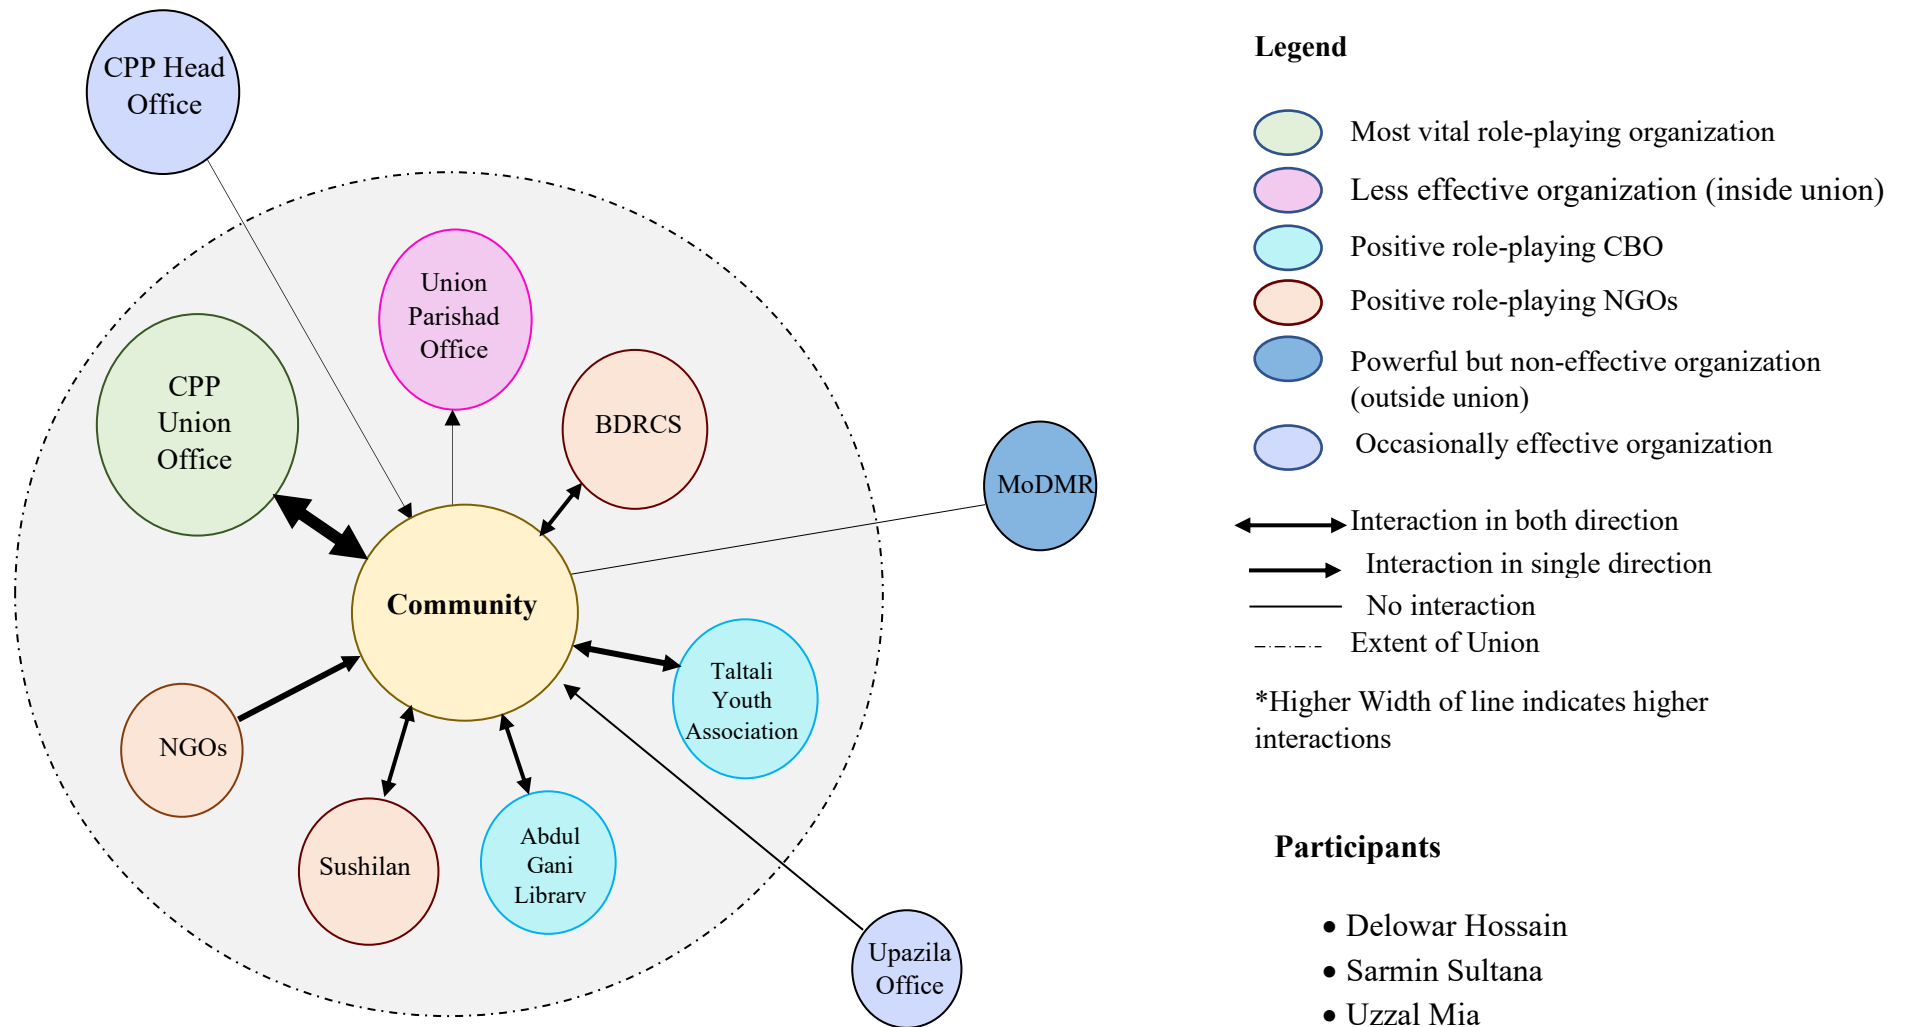 CPP Head
Office
Union
Parishad
Office
CPP
Union
Office
BDRCS
MoDMR
Community
Taltali
Youth
Association
NGOs
Sushilan
Abdul
Gani
Library
Upazila
Office
Legend
Most vital role-playing organization
Less effective organization (inside union)
Positive role-playing CBO
Positive role-playing NGOs
Powerful but non-effective organization
(outside union)
Occasionally effective organization
Interaction in both direction
Interaction in single direction
No interaction
Extent of Union
*Higher Width of line indicates higher
interactions
Participants
• Delowar Hossain
• Sarmin Sultana
• Uzzal Mia